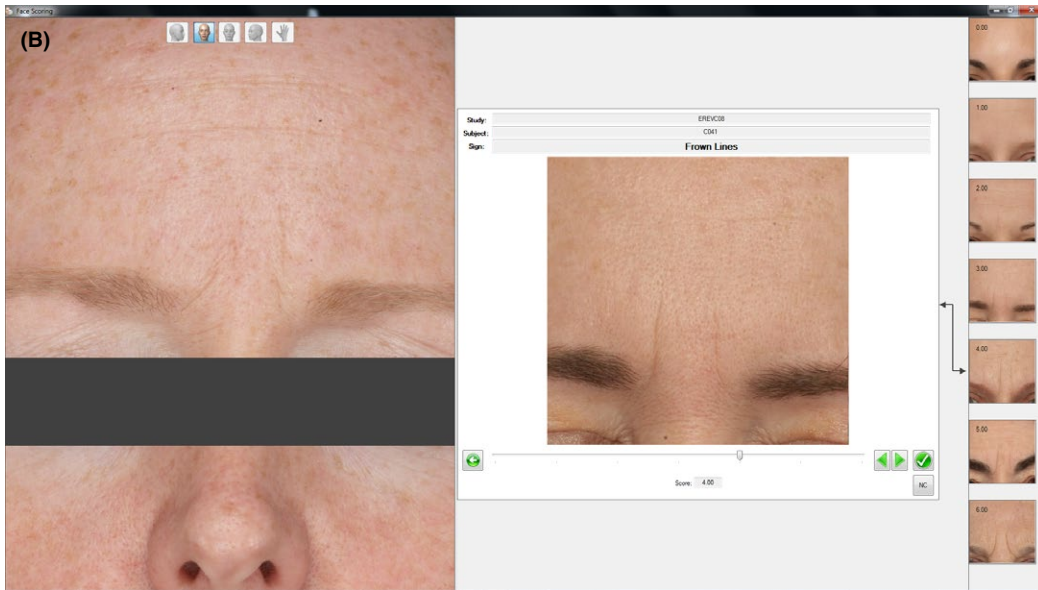 Face Scoring
(B)
Study: EREVC08
Subject: C041
Sign: Frown Lines
Score: 4.00
NC
0.00
1.00
2.00
3.00
4.00
5.00
6.00